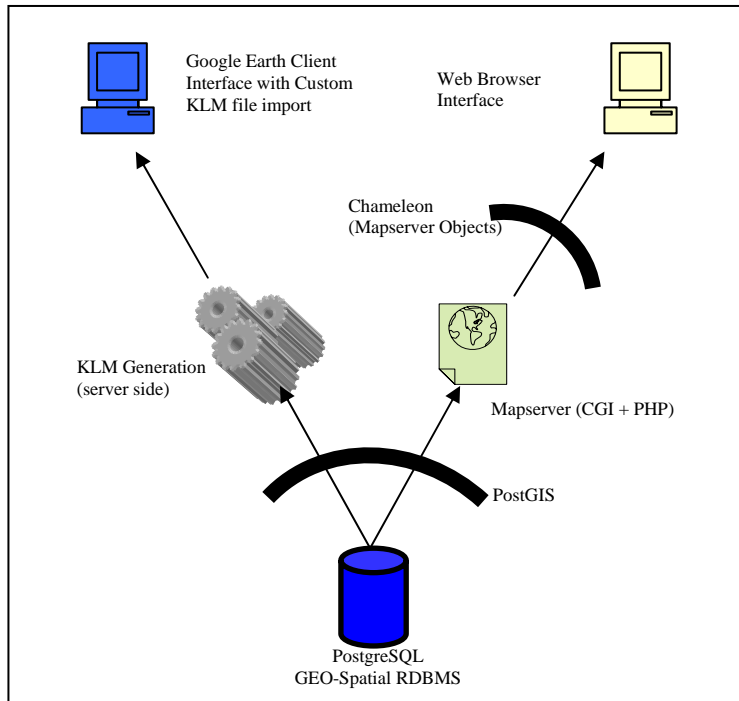 Google Earth Client
Interface with Custom
KLM file import
Web Browser
Interface
Chameleon
(Mapserver Objects)
KLM Generation
(server side)
Mapserver (CGI + PHP)
PostGIS
PostgreSQL
GEO-Spatial RDBMS